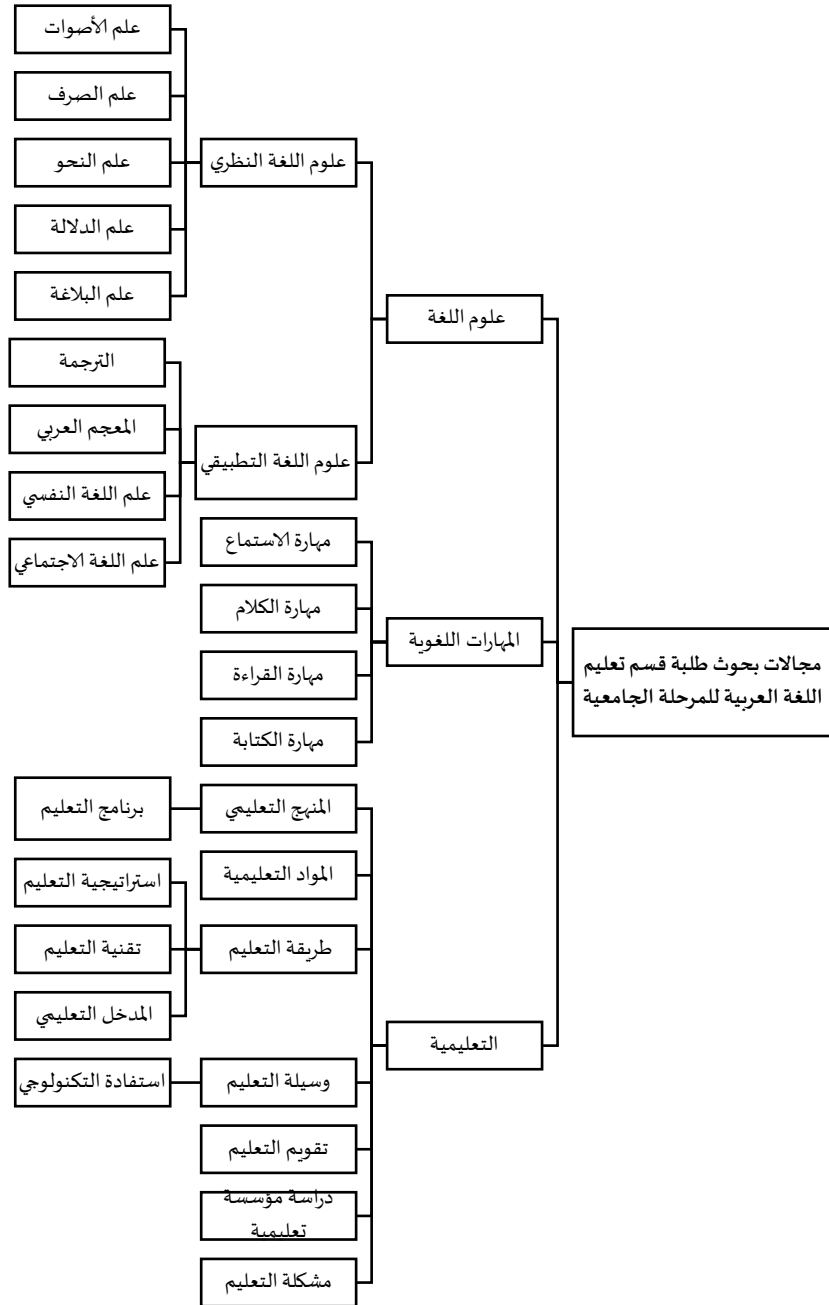 مجالات بحوث طلبة قسم تعليم
اللغة العربية للمرحلة الجامعية
علوم اللغة
علوم اللغة النظري
علم الأصوات
علم الصرف
علم النحو
علم الدلالة
علم البلاغة
علوم اللغة التطبيقي
الترجمة
المعجم العربي
علم اللغة النفسي
علم اللغة الاجتماعي
المهارات اللغوية
مهارة الاستماع
مهارة الكلام
مهارة القراءة
مهارة الكتابة
التعليمية
المنهج التعليمي
برنامج التعليم
المواد التعليمية
طريقة التعليم
استراتيجية التعليم
تقنية التعليم
المدخل التعليمي
وسيلة التعليم
استفادة التكنولوجي
تقويم التعليم
دراسة مؤسسة
تعليمية
مشكلة التعليم